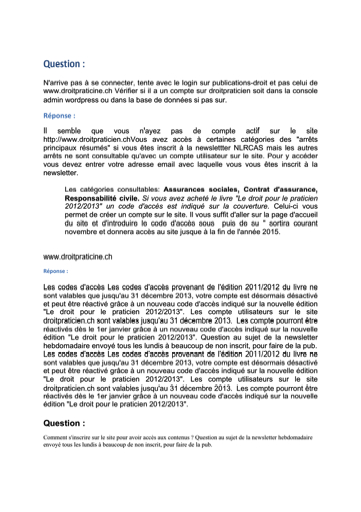 Question :
N'arrive pas à se connecter, tente avec le login sur publications-droit et pas celui de
www.droitpraticine.ch Vérifier si il a un compte sur droitpraticien soit dans la console
admin wordpress ou dans la base de données si pas sur.
Réponse :
Il semble que vous n'ayez pas de compte actif sur le site
http://www.droitpraticien.chVous avez accès à certaines catégories des "arrêts
principaux résumés" si vous êtes inscrit à la newslettter NLRCAS mais les autres
arrêts ne sont consultable qu'avec un compte utilisateur sur le site. Pour y accéder
vous devez entrer votre adresse email avec laquelle vous vous êtes inscrit à la
newsletter.
Les catégories consultables: Assurances sociales, Contrat d'assurance,
Responsabilité civile. Si vous avez acheté le livre "Le droit pour le praticien
2012/2013" un code d'accès est indiqué sur la couverture. Celui-ci vous
permet de créer un compte sur le site. Il vous suffit d'aller sur la page d'accueil
du site et d'introduire le code d'accès sous puis de su " sortira courant
novembre et donnera accès au site jusque à la fin de l'année 2015.
www.droitpraticine.ch
Réponse :
Les codes d'accès Les codes d'accès provenant de l'édition 2011/2012 du livre ne
sont valables que jusqu'au 31 décembre 2013, votre compte est désormais désactivé
et peut être réactivé grâce à un nouveau code d'accès indiqué sur la nouvelle édition
"Le droit pour le praticien 2012/2013". Les comptes utilisateurs sur le site
droitpraticien.ch sont valables jusqu'au 31 décembre 2013. Les compte pourront être
réactivés dès le 1er janvier grâce à un nouveau code d'accès indiqué sur la nouvelle
édition "Le droit pour le praticien 2012/2013". Question au sujet de la newsletter
hebdomadaire envoyé tous les lundis à beaucoup de non inscrit, pour faire de la pub.
Les codes d'accès Les codes d'accès provenant de l'édition 2011/2012 du livre ne
sont valables que jusqu'au 31 décembre 2013, votre compte est désormais désactivé
et peut être réactivé grâce à un nouveau code d'accès indiqué sur la nouvelle édition
"Le droit pour le praticien 2012/2013". Les comptes utilisateurs sur le site
droitpraticien.ch sont valables jusqu'au 31 décembre 2013. Les compte pourront être
réactivés dès le 1er janvier grâce à un nouveau code d'accès indiqué sur la nouvelle
édition "Le droit pour le praticien 2012/2013".
Question :
Comment s'inscrire sur le site pour avoir accès aux contenus ? Question au sujet de la newsletter hebdomadaire
envoyé tous les lundis à beaucoup de non inscrit, pour faire de la pub.